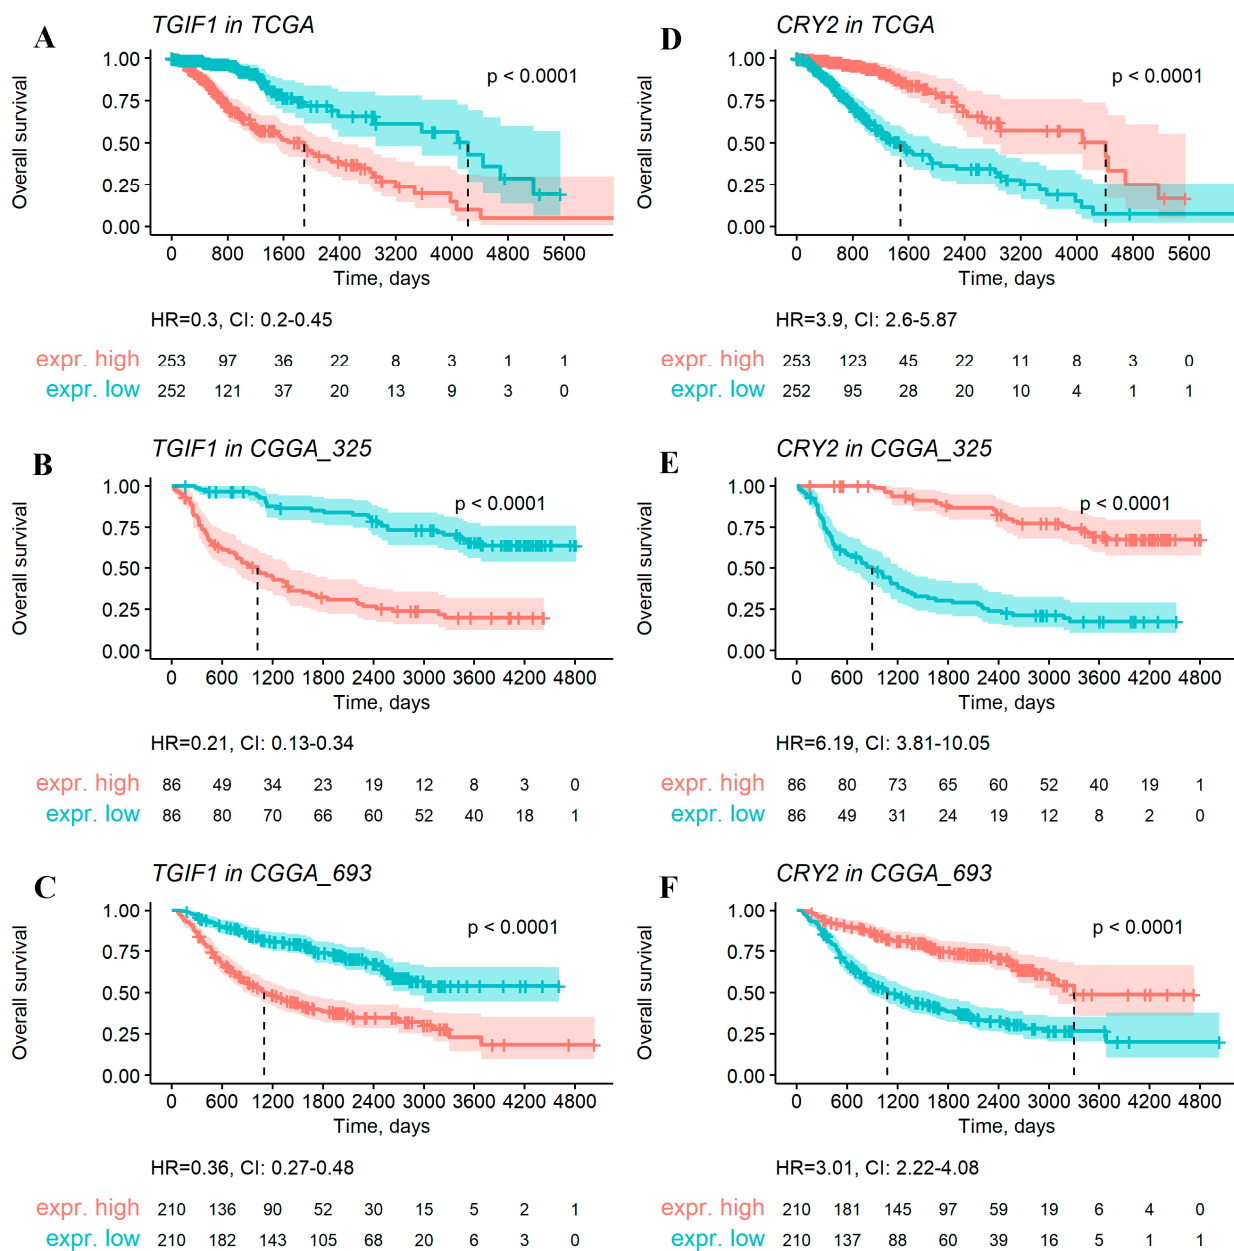 A
TGIF1 in TCGA
Overall survival
1.00
0.75
0.50
0.25
0.00
p < 0.0001
0 800 1600 2400 3200 4000 4800 5600
Time, days
HR=0.3, CI: 0.2-0.45
expr. high 253 97 36 22 8 3 1 1
expr. low 252 121 37 20 13 9 3 0
D
CRY2 in TCGA
Overall survival
1.00
0.75
0.50
0.25
0.00
p < 0.0001
0 800 1600 2400 3200 4000 4800 5600
Time, days
HR=3.9, CI: 2.6-5.87
expr. high 253 123 45 22 11 8 3 0
expr. low 252 95 28 20 10 4 1 1
B
TGIF1 in CGGA_325
Overall survival
1.00
0.75
0.50
0.25
0.00
p < 0.0001
0 600 1200 1800 2400 3000 3600 4200 4800
Time, days
HR=0.21, CI: 0.13-0.34
expr. high 86 49 34 23 19 12 8 3 0
expr. low 86 80 70 66 60 52 40 18 1
E
CRY2 in CGGA_325
Overall survival
1.00
0.75
0.50
0.25
0.00
p < 0.0001
0 600 1200 1800 2400 3000 3600 4200 4800
Time, days
HR=6.19, CI: 3.81-10.05
expr. high 86 80 73 65 60 52 40 19 1
expr. low 86 49 31 24 19 12 8 2 0
C
TGIF1 in CGGA_693
Overall survival
1.00
0.75
0.50
0.25
0.00
p < 0.0001
0 600 1200 1800 2400 3000 3600 4200 4800
Time, days
HR=0.36, CI: 0.27-0.48
expr. high 210 136 90 52 30 15 5 2 1
expr. low 210 182 143 105 68 20 6 3 0
F
CRY2 in CGGA_693
Overall survival
1.00
0.75
0.50
0.25
0.00
p < 0.0001
0 600 1200 1800 2400 3000 3600 4200 4800
Time, days
HR=3.01, CI: 2.22-4.08
expr. high 210 181 145 97 59 19 6 4 0
expr. low 210 137 88 60 39 16 5 1 1